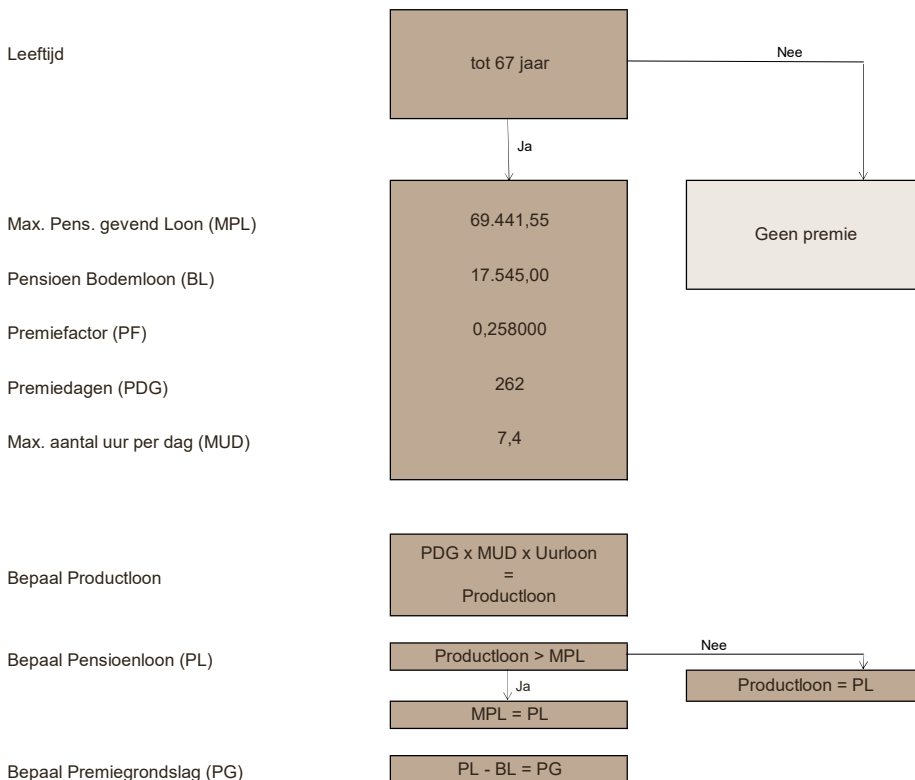 Leeftijd
tot 67 jaar
Nee
Ja
Max. Pens. gevend Loon (MPL)
69.441,55
Geen premie
Pensioen Bodemloon (BL)
17.545,00
Premiefactor (PF)
0,258000
Premiedagen (PDG)
262
Max. aantal uur per dag (MUD)
7,4
Bepaal Productloon
PDG x MUD x Uurloon
=
Productloon
Bepaal Pensioenloon (PL)
Productloon > MPL
Nee
Ja
Productloon = PL
MPL = PL
Bepaal Premiegrondslag (PG)
PL - BL = PG